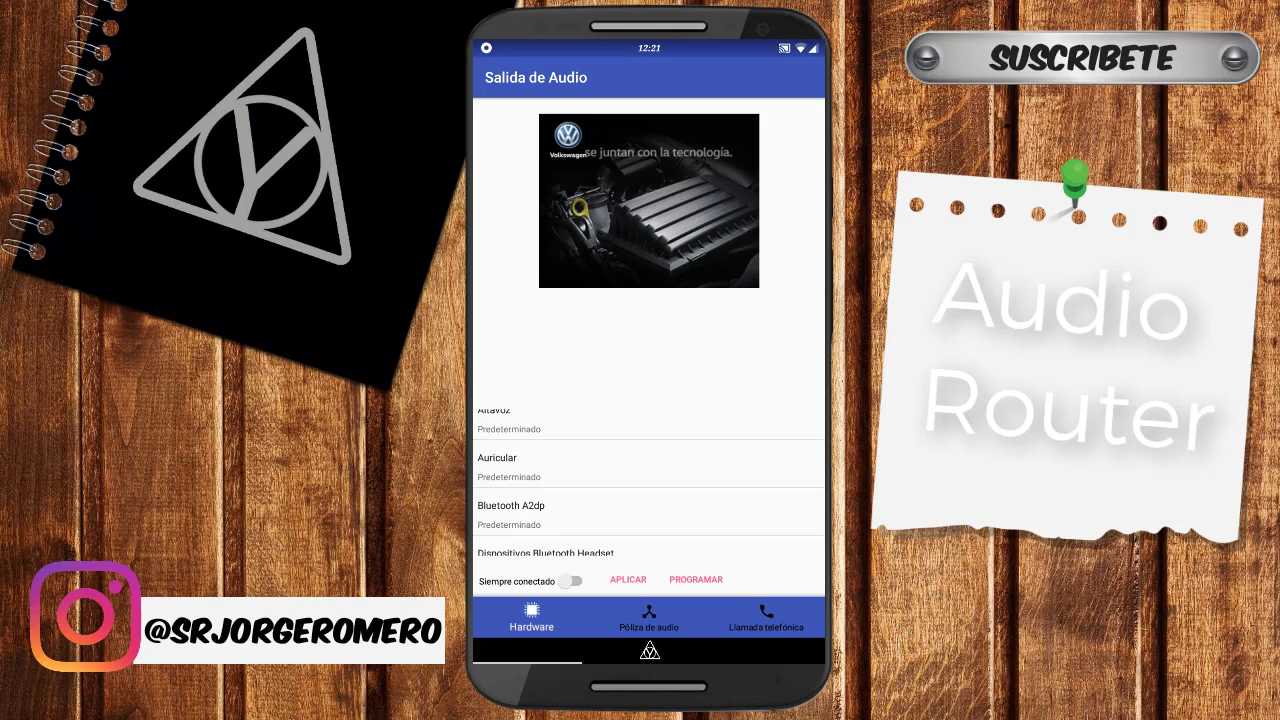 12:21
Salida de Audio
Volkswagen
se juntan con la tecnología.
Altavoz
Predeterminado
Auricular
Predeterminado
Bluetooth A2dp
Predeterminado
Dispositivos Bluetooth Headset
Siempre conectado
APLICAR
PROGRAMAR
Hardware
Póliza de audio
Llamada telefónica
SUSCRIBETE
Audio
Router
@SRJORGEROMERO